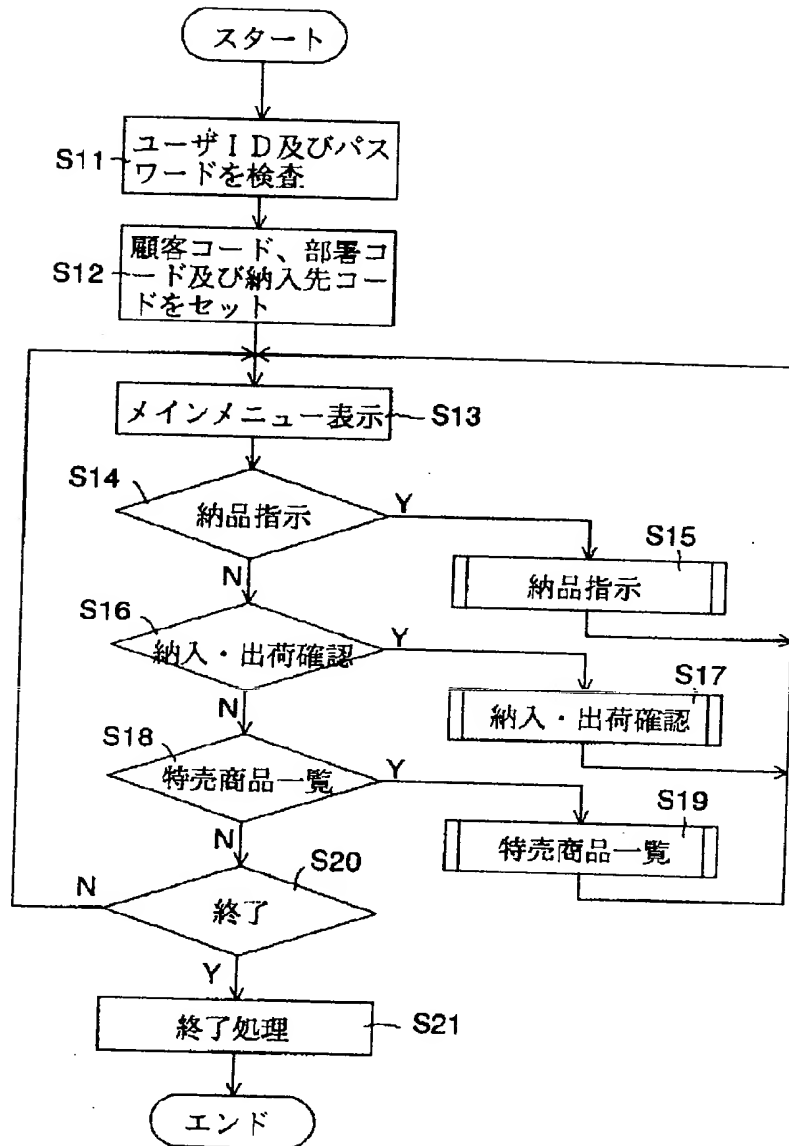 スタート
S11
ユーザID及びパス
ワードを検査
S12
顧客コード、部署コ
ード及び納入先コー
ドをセット
メインメニュー表示
S13
S14
納品指示
Y
N
S15
納品指示
S16
納入・出荷確認
Y
N
S17
納入・出荷確認
S18
特売商品一覧
Y
N
S19
特売商品一覧
S20
終了
N
Y
終了処理
S21
エンド